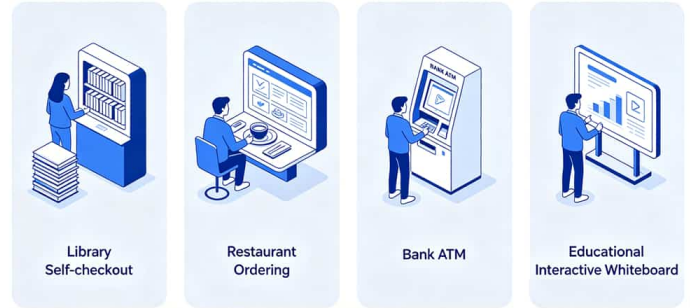 BANK ATM
Library
Self-checkout
Restaurant
Ordering
Bank ATM
Educational
Interactive Whiteboard